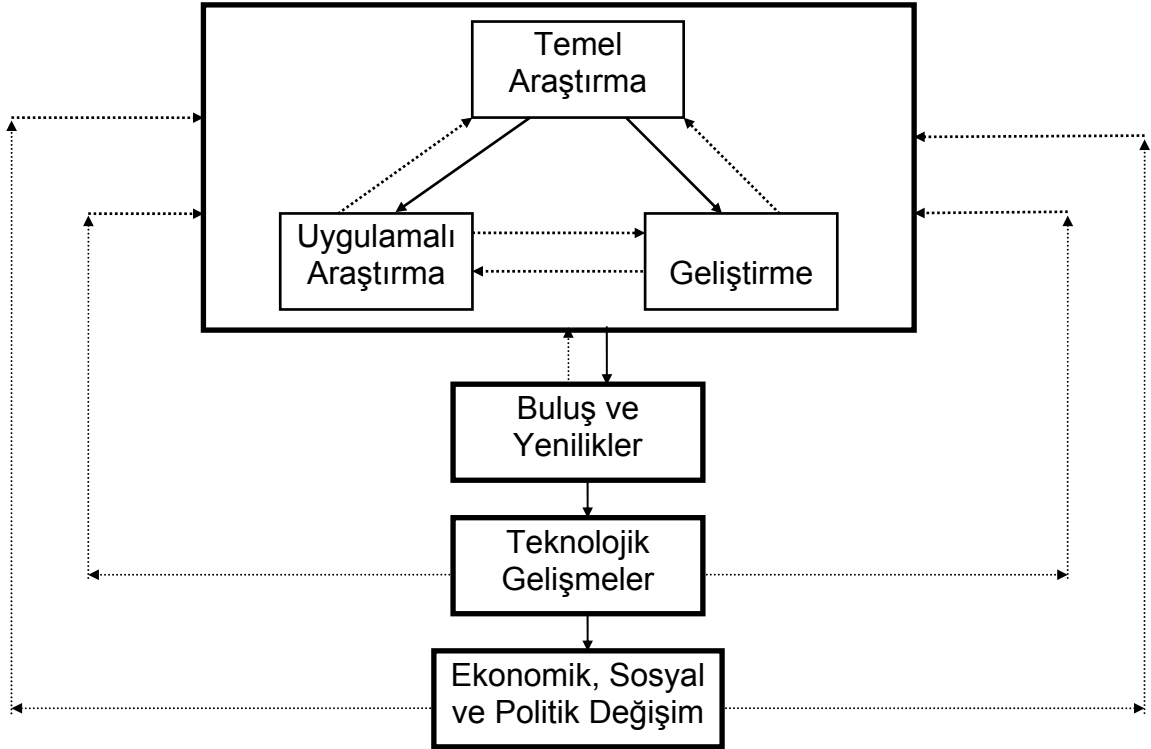 Temel
Araştırma
Uygulamalı
Araştırma
Geliştirme
Buluş ve
Yenilikler
Teknolojik
Gelişmeler
Ekonomik, Sosyal
ve Politik Değişim